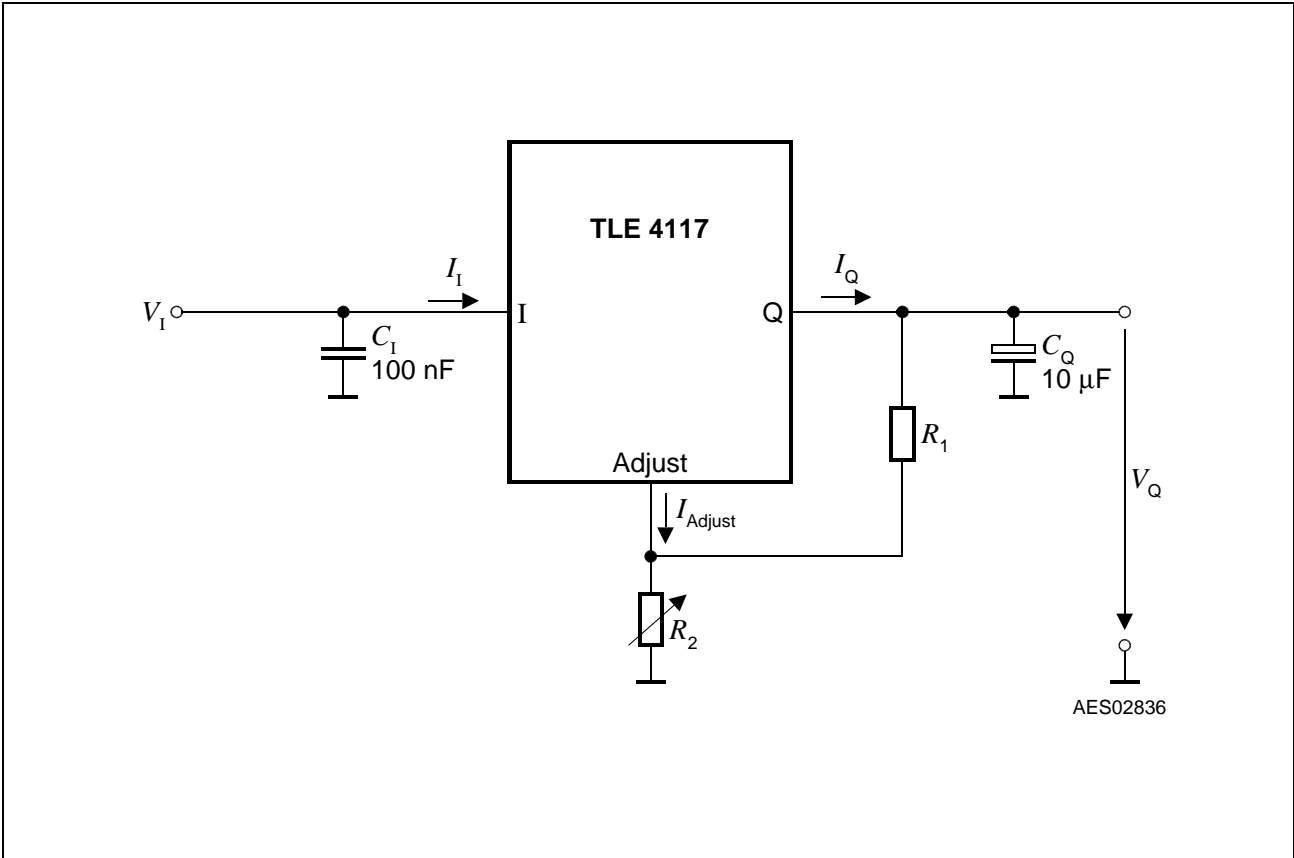 TLE 4117
I_I
I_Q
V_I
I
Q
C_I
100 nF
C_Q
10 µF
R_1
Adjust
V_Q
I_Adjust
R_2
AES02836